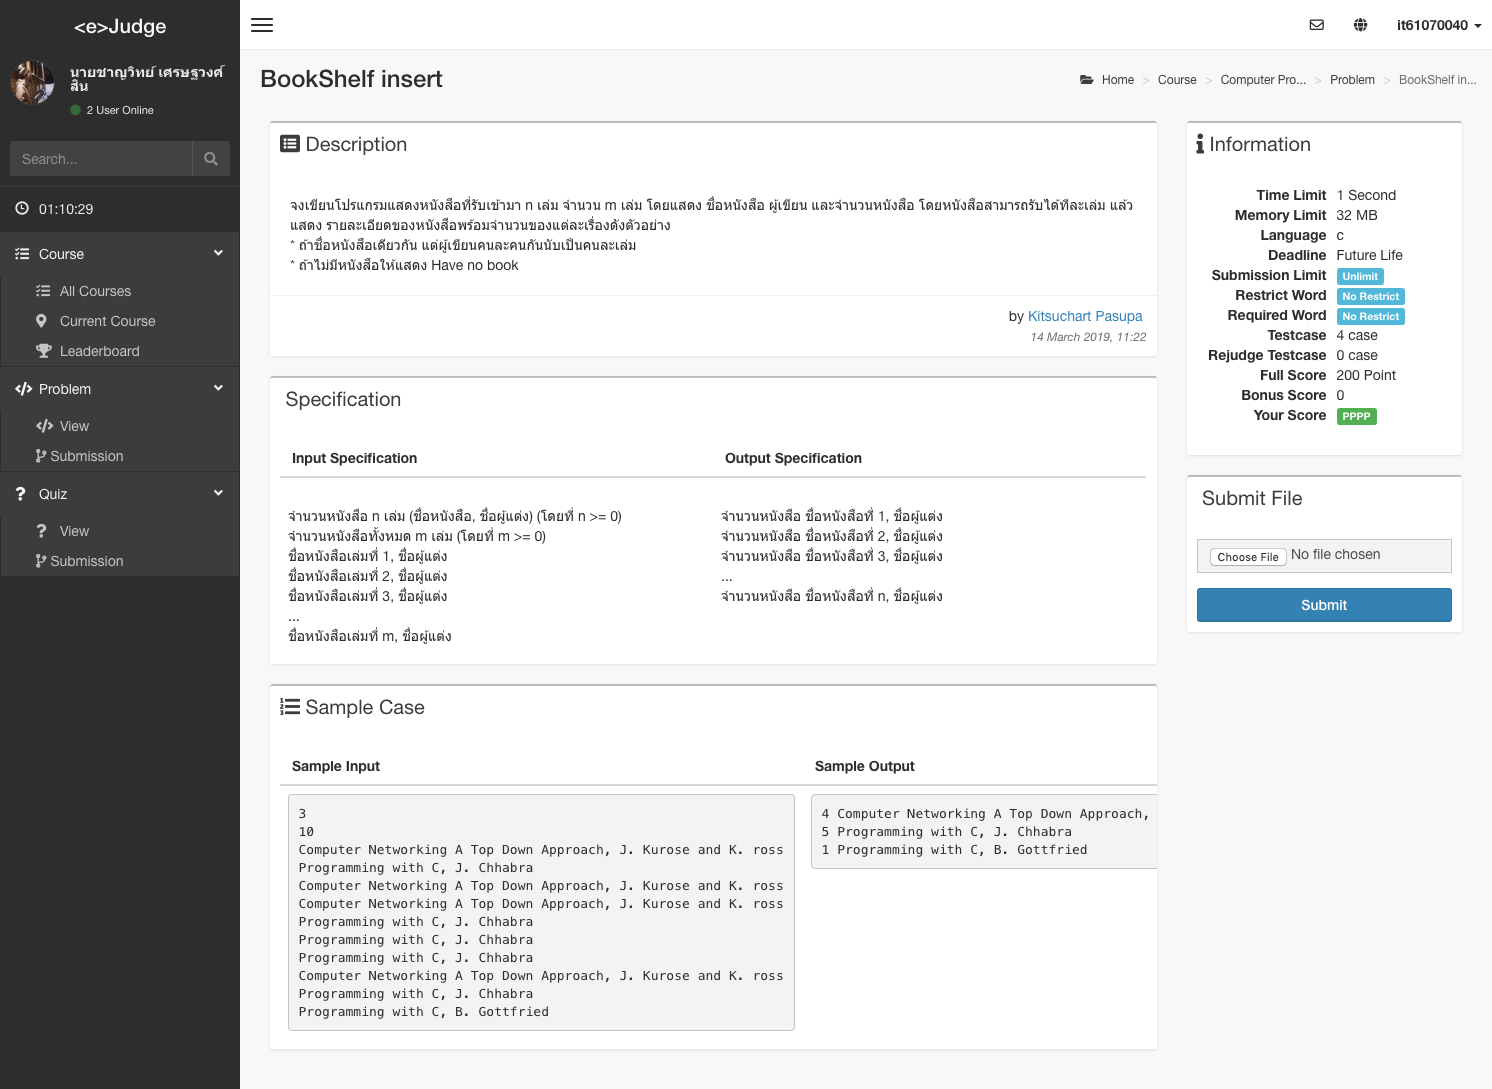 <e>Judge
นายชาญวิทย์ เศรษฐวงศ์
สิน
2 User Online
Search...
01:10:29
Course
All Courses
Current Course
Leaderboard
Problem
View
Submission
Quiz
View
Submission
it61070040
BookShelf insert
Home > Course > Computer Pro... > Problem > BookShelf in...
Description
จงเขียนโปรแกรมแสดงหนังสือที่รับเข้ามา n เล่ม จำนวน m เล่ม โดยแสดง ชื่อหนังสือ ผู้เขียน และจำนวนหนังสือ โดยหนังสือสามารถรับได้ทีละเล่ม แล้ว
แสดง รายละเอียดของหนังสือพร้อมจำนวนของแต่ละเรื่องดังตัวอย่าง
* ถ้าชื่อหนังสือเดียวกัน แต่ผู้เขียนคนละคนกันนับเป็นคนละเล่ม
* ถ้าไม่มีหนังสือให้แสดง Have no book
by Kitsuchart Pasupa
14 March 2019, 11:22
Specification
Input Specification
จำนวนหนังสือ n เล่ม (ชื่อหนังสือ, ชื่อผู้แต่ง) (โดยที่ n >= 0)
จำนวนหนังสือทั้งหมด m เล่ม (โดยที่ m >= 0)
ชื่อหนังสือเล่มที่ 1, ชื่อผู้แต่ง
ชื่อหนังสือเล่มที่ 2, ชื่อผู้แต่ง
ชื่อหนังสือเล่มที่ 3, ชื่อผู้แต่ง
...
ชื่อหนังสือเล่มที่ m, ชื่อผู้แต่ง
Output Specification
จำนวนหนังสือ ชื่อหนังสือที่ 1, ชื่อผู้แต่ง
จำนวนหนังสือ ชื่อหนังสือที่ 2, ชื่อผู้แต่ง
จำนวนหนังสือ ชื่อหนังสือที่ 3, ชื่อผู้แต่ง
...
จำนวนหนังสือ ชื่อหนังสือที่ n, ชื่อผู้แต่ง
Sample Case
Sample Input
3
10
Computer Networking A Top Down Approach, J. Kurose and K. ross
Programming with C, J. Chhabra
Computer Networking A Top Down Approach, J. Kurose and K. ross
Computer Networking A Top Down Approach, J. Kurose and K. ross
Programming with C, J. Chhabra
Programming with C, J. Chhabra
Programming with C, J. Chhabra
Computer Networking A Top Down Approach, J. Kurose and K. ross
Programming with C, J. Chhabra
Programming with C, B. Gottfried
Sample Output
4 Computer Networking A Top Down Approach,
5 Programming with C, J. Chhabra
1 Programming with C, B. Gottfried
Information
Time Limit 1 Second
Memory Limit 32 MB
Language c
Deadline Future Life
Submission Limit Unlimit
Restrict Word No Restrict
Required Word No Restrict
Testcase 4 case
Rejudge Testcase 0 case
Full Score 200 Point
Bonus Score 0
Your Score PPPP
Submit File
Choose File No file chosen
Submit